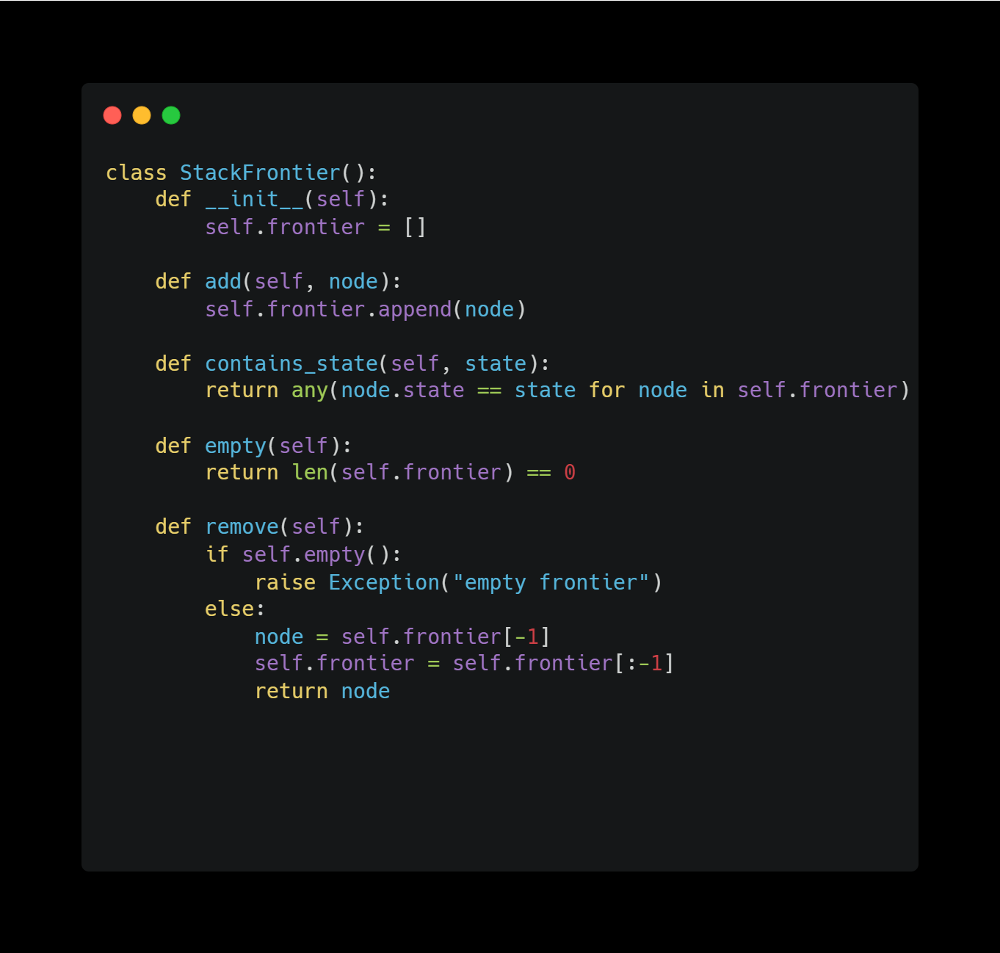 class StackFrontier():
    def __init__(self):
        self.frontier = []

    def add(self, node):
        self.frontier.append(node)

    def contains_state(self, state):
        return any(node.state == state for node in self.frontier)

    def empty(self):
        return len(self.frontier) == 0

    def remove(self):
        if self.empty():
            raise Exception("empty frontier")
        else:
            node = self.frontier[-1]
            self.frontier = self.frontier[:-1]
            return node